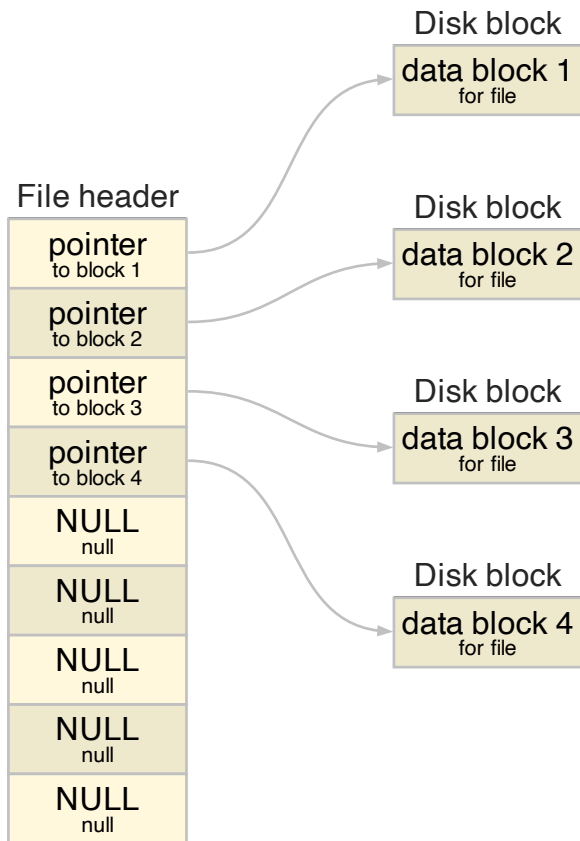 File header
pointer
to block 1
pointer
to block 2
pointer
to block 3
pointer
to block 4
NULL
null
NULL
null
NULL
null
NULL
null
NULL
null
Disk block
data block 1
for file
Disk block
data block 2
for file
Disk block
data block 3
for file
Disk block
data block 4
for file